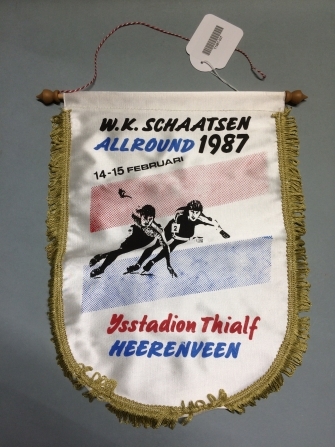 W.K. SCHAATSEN
ALLROUND 1987
14-15 FEBRUARI
Ysstadion Thialf
HEERENVEEN